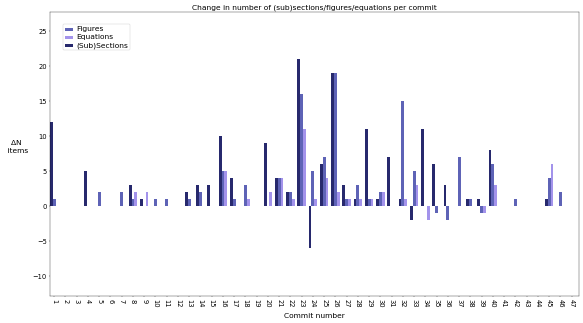 Change in number of (sub)sections/figures/equations per commit
Figures
Equations
(Sub)Sections
25
20
15
10
5
0
−5
−10
ΔN
items
1 2 3 4 5 6 7 8 9 10 11 12 13 14 15 16 17 18 19 20 21 22 23 24 25 26 27 28 29 30 31 32 33 34 35 36 37 38 39 40 41 42 43 44 45 46 47
Commit number